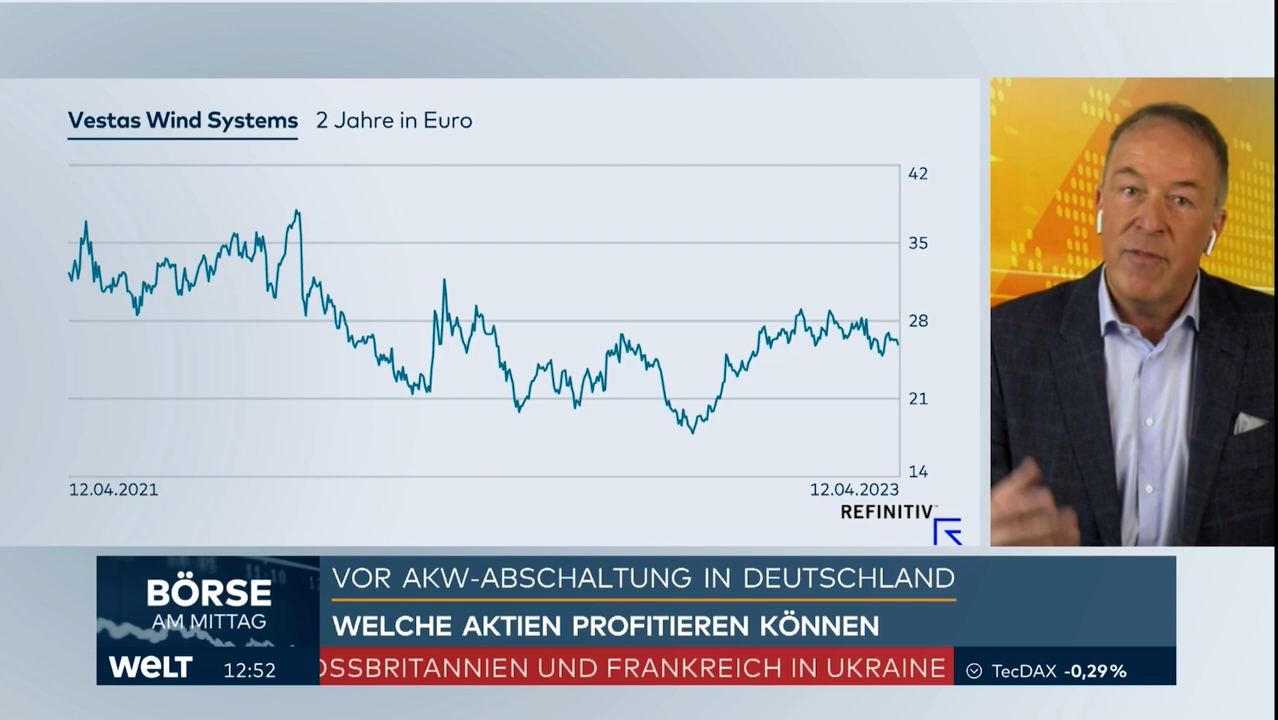 Vestas Wind Systems 2 Jahre in Euro
42
35
28
21
14
12.04.2021 12.04.2023
REFINITIV
BÖRSE
AM MITTAG
VOR AKW-ABSCHALTUNG IN DEUTSCHLAND
WELCHE AKTIEN PROFITIEREN KÖNNEN
welt 12:52
OSSBRITANNIEN UND FRANKREICH IN UKRAINE
TecDAX -0,29%